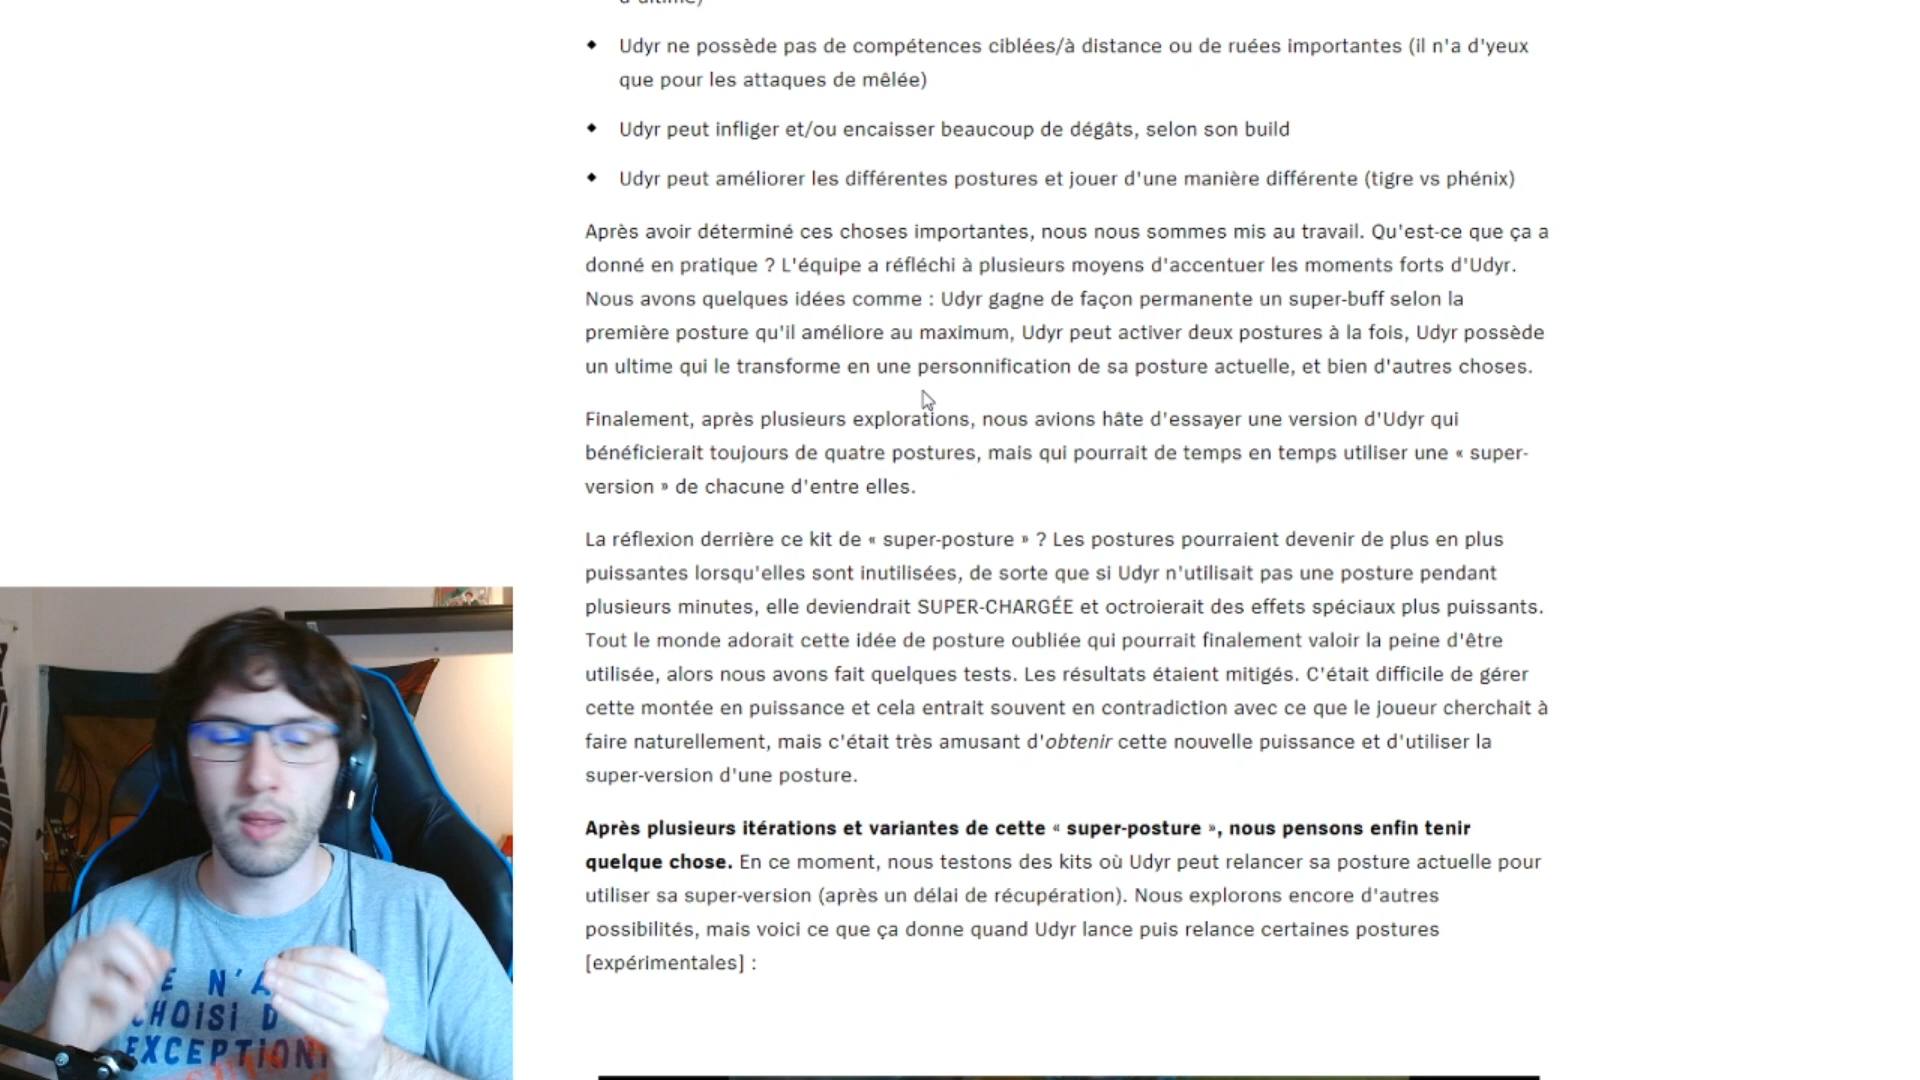 Udyr ne possède pas de compétences ciblées/à distance ou de ruées importantes (il n'a d'yeux
que pour les attaques de mêlée)
Udyr peut infliger et/ou encaisser beaucoup de dégâts, selon son build
Udyr peut améliorer les différentes postures et jouer d'une manière différente (tigre vs phénix)
Après avoir déterminé ces choses importantes, nous nous sommes mis au travail. Qu'est-ce que ça a
donné en pratique ? L'équipe a réfléchi à plusieurs moyens d'accentuer les moments forts d'Udyr.
Nous avons quelques idées comme : Udyr gagne de façon permanente un super-buff selon la
première posture qu'il améliore au maximum, Udyr peut activer deux postures à la fois, Udyr possède
un ultime qui le transforme en une personnification de sa posture actuelle, et bien d'autres choses.
Finalement, après plusieurs explorations, nous avions hâte d'essayer une version d'Udyr qui
bénéficierait toujours de quatre postures, mais qui pourrait de temps en temps utiliser une « super-
version » de chacune d'entre elles.
La réflexion derrière ce kit de « super-posture » ? Les postures pourraient devenir de plus en plus
puissantes lorsqu'elles sont inutilisées, de sorte que si Udyr n'utilisait pas une posture pendant
plusieurs minutes, elle deviendrait SUPER-CHARGÉE et octroierait des effets spéciaux plus puissants.
Tout le monde adorait cette idée de posture oubliée qui pourrait finalement valoir la peine d'être
utilisée, alors nous avons fait quelques tests. Les résultats étaient mitigés. C'était difficile de gérer
cette montée en puissance et cela entrait souvent en contradiction avec ce que le joueur cherchait à
faire naturellement, mais c'était très amusant d'obtenir cette nouvelle puissance et d'utiliser la
super-version d'une posture.
Après plusieurs itérations et variantes de cette « super-posture », nous pensons enfin tenir
quelque chose. En ce moment, nous testons des kits où Udyr peut relancer sa posture actuelle pour
utiliser sa super-version (après un délai de récupération). Nous explorons encore d'autres
possibilités, mais voici ce que ça donne quand Udyr lance puis relance certaines postures
[expérimentales] :
E N'A
CHOISI D
EXCEPTION